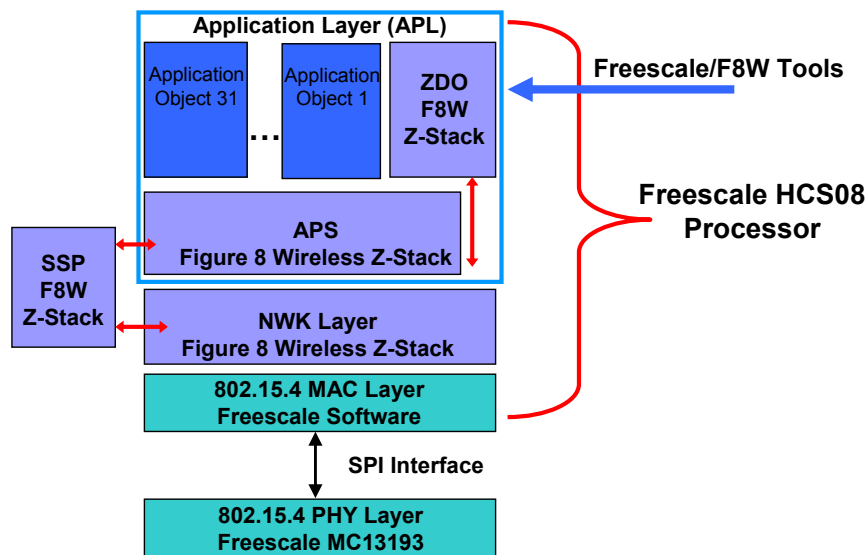 Application Layer (APL)
Application
Object 31
...
Application
Object 1
ZDO
F8W
Z-Stack
Freescale/F8W Tools
Freescale HCS08
Processor
APS
Figure 8 Wireless Z-Stack
SSP
F8W
Z-Stack
NWK Layer
Figure 8 Wireless Z-Stack
802.15.4 MAC Layer
Freescale Software
SPI Interface
802.15.4 PHY Layer
Freescale MC13193